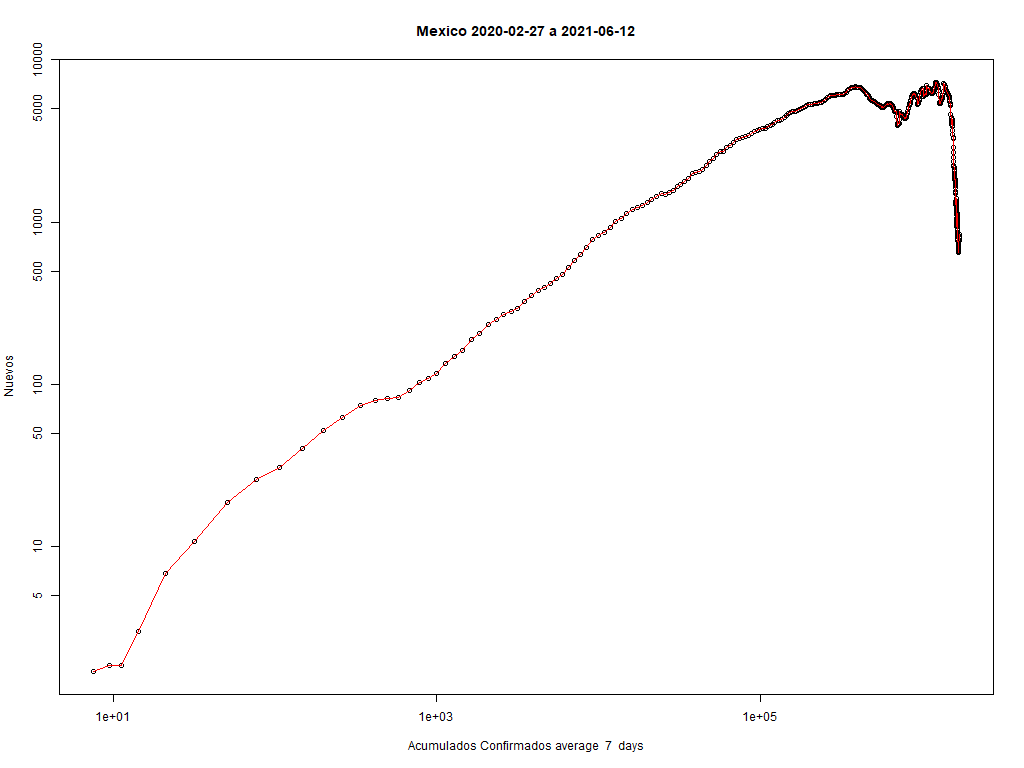 Mexico 2020-02-27 a 2021-06-12
10000
5000
1000
500
100
50
10
5
Nuevos
1e+01
1e+03
1e+05
Acumulados Confirmados average 7 days